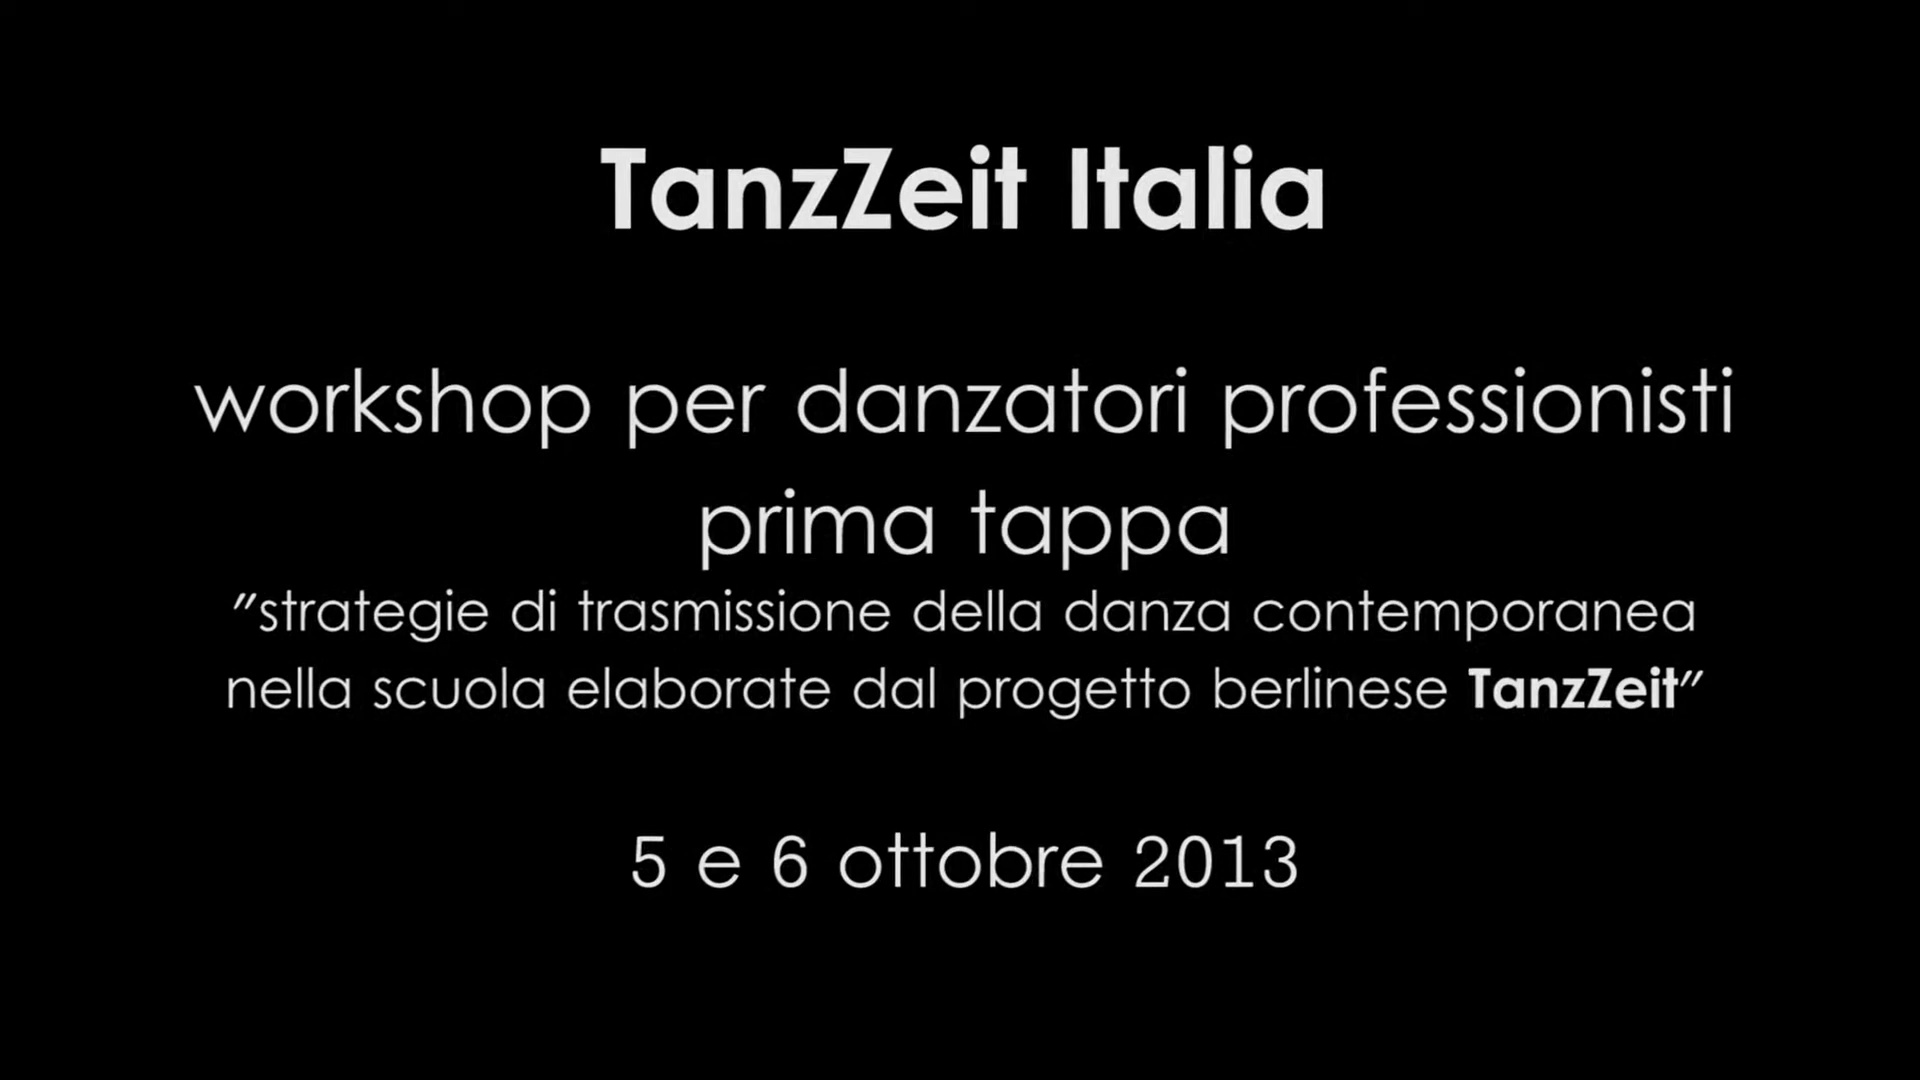 TanzZeit Italia
workshop per danzatori professionisti
prima tappa
"strategie di trasmissione della danza contemporanea
nella scuola elaborate dal progetto berlinese TanzZeit"
5 e 6 ottobre 2013